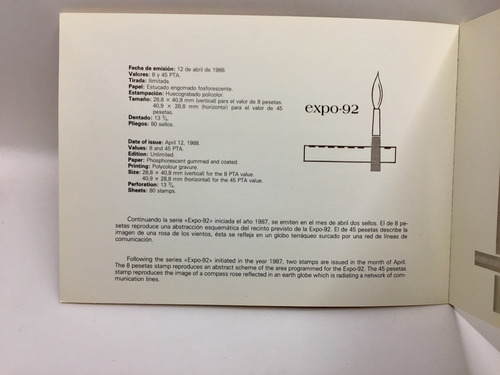 Fecha de emisión: 12 de abril de 1988.
Valores: 8 y 45 PTA.
Tirada: Ilimitada.
Papel: Estucado engomado fosforescente.
Estampación: Huecograbado policolor.
Tamaño: 28,8 × 40,9 mm (vertical) para el valor de 8 pesetas
40,9 × 28,8 mm (horizontal) para el valor de 45
pesetas.
Dentado: 13 ¾.
Pliegos: 80 sellos.
expo-92
Date of issue: April 12, 1988.
Values: 8 and 45 PTA.
Edition: Unlimited.
Paper: Phosphorescent gummed and coated.
Printing: Polycolour gravure.
Size: 28,8 × 40,9 mm (vertical) for the 8 PTA value.
40,9 × 28,8 mm (horizontal) for the 45 PTA value.
Perforation: 13 ¾.
Sheets: 80 stamps.
Continuando la serie «Expo-92» iniciada el año 1987, se emiten en el mes de abril dos sellos. El de 8 pe-
setas reproduce una abstracción esquemática del recinto previsto de la Expo-92. El de 45 pesetas describe la
imagen de una rosa de los vientos, ésta se refleja en un globo terráqueo surcado por una red de líneas de
comunicación.
Following the series «Expo-92» initiated in the year 1987, two stamps are issued in the month of April.
The 8 pesetas stamp reproduces an abstract scheme of the area programmed for the Expo-92. The 45 pesetas
stamp reproduces the image of a compass rose reflected in an earth globe which is radiating a network of com-
munication lines.